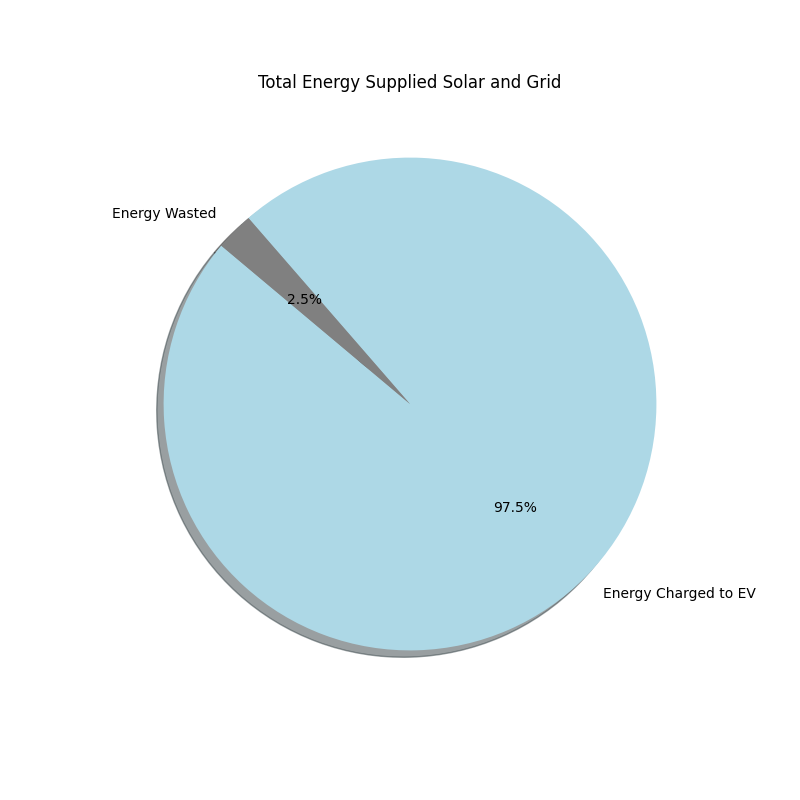 Total Energy Supplied Solar and Grid
Energy Wasted
2.5%
97.5%
Energy Charged to EV